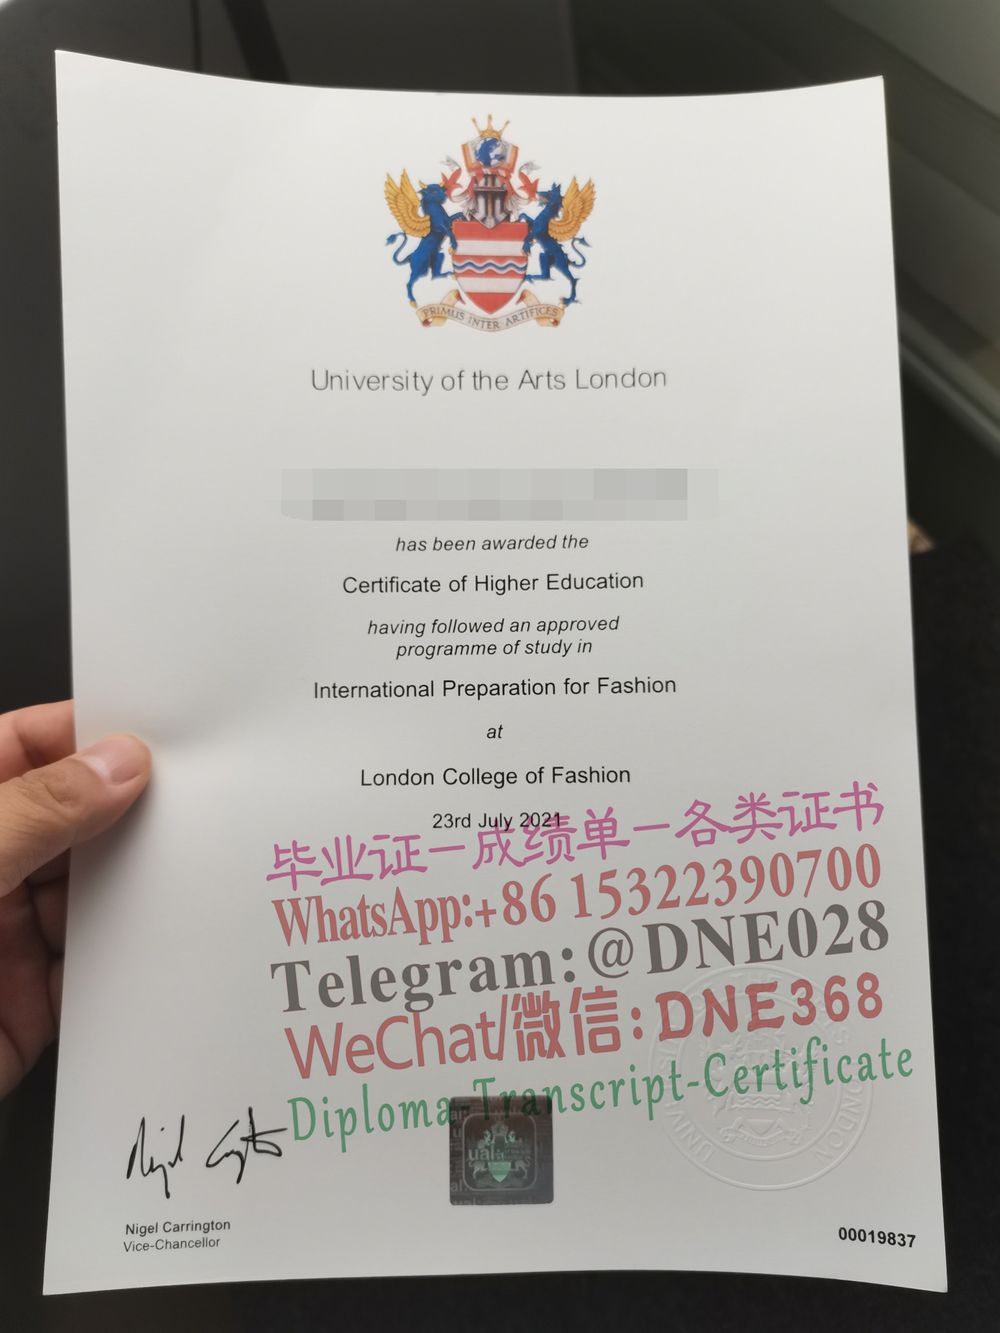 PRIMUS INTER ARTIFICES
University of the Arts London
has been awarded the
Certificate of Higher Education
having followed an approved
programme of study in
International Preparation for Fashion
at
London College of Fashion
23rd July 2021
毕业证—成绩单—各类证书
WhatsApp:+86 15322390700
Telegram:@DNE028
WeChat/微信:DNE368
Diploma-Transcript-Certificate
ual:
Nigel Carrington
Vice-Chancellor
00019837